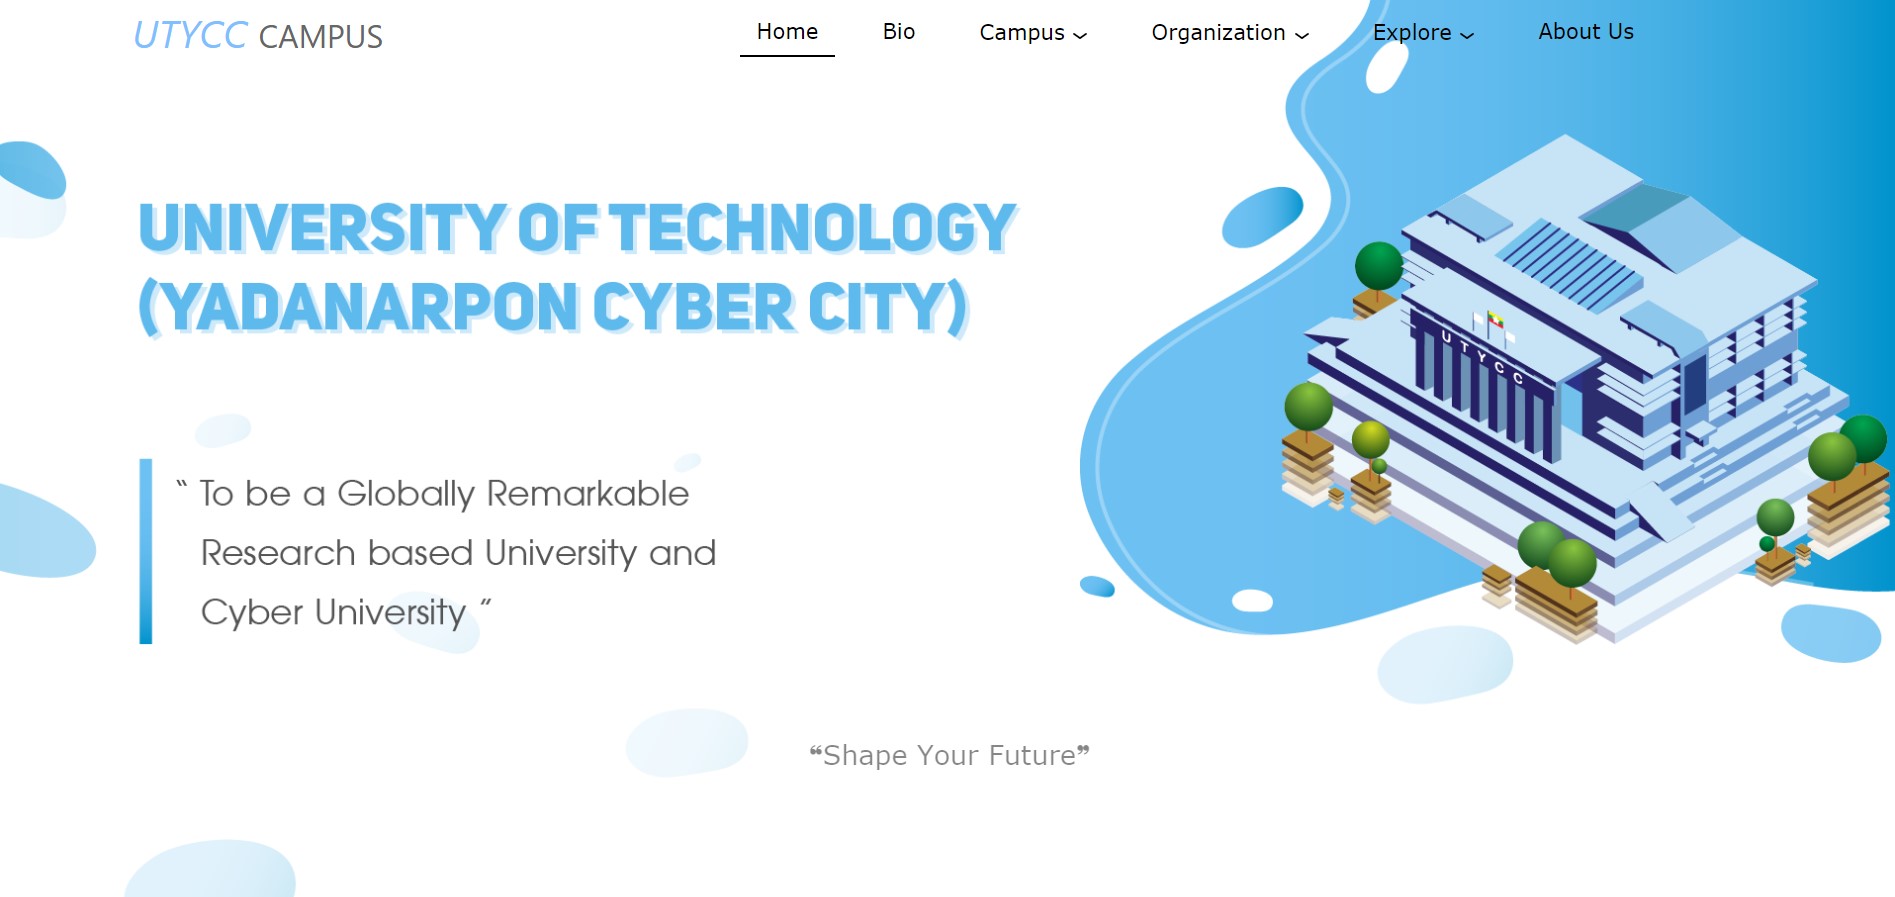 UTYCC CAMPUS
Home
Bio
Campus
Organization
Explore
About Us
UNIVERSITY OF TECHNOLOGY
(YADANARPON CYBER CITY)
UTYCC
“ To be a Globally Remarkable
Research based University and
Cyber University ”
❝Shape Your Future❞